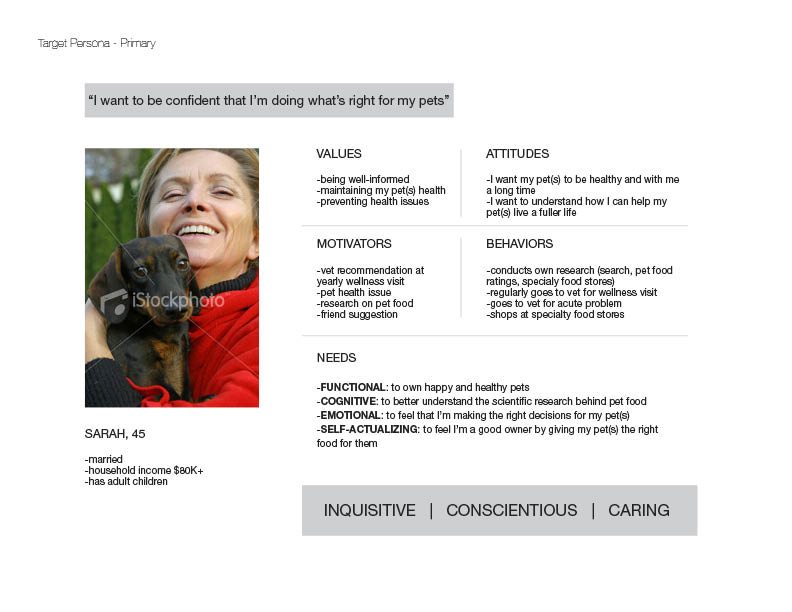 Target Persona - Primary
“I want to be confident that I’m doing what’s right for my pets”
iStockphoto
SARAH, 45
-married
-household income $80K+
-has adult children
VALUES
-being well-informed
-maintaining my pet(s) health
-preventing health issues
ATTITUDES
-I want my pet(s) to be healthy and with me
a long time
-I want to understand how I can help my
pet(s) live a fuller life
MOTIVATORS
-vet recommendation at
yearly wellness visit
-pet health issue
-research on pet food
-friend suggestion
BEHAVIORS
-conducts own research (search, pet food
ratings, specialy food stores)
-regularly goes to vet for wellness visit
-goes to vet for acute problem
-shops at specialty food stores
NEEDS
-FUNCTIONAL: to own happy and healthy pets
-COGNITIVE: to better understand the scientific research behind pet food
-EMOTIONAL: to feel that I’m making the right decisions for my pet(s)
-SELF-ACTUALIZING: to feel I’m a good owner by giving my pet(s) the right
food for them
INQUISITIVE | CONSCIENTIOUS | CARING